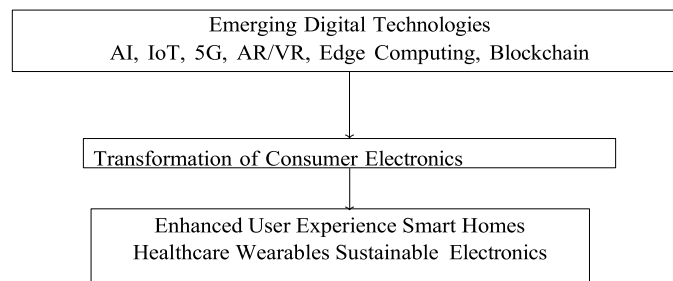 Emerging Digital Technologies
AI, IoT, 5G, AR/VR, Edge Computing, Blockchain
Transformation of Consumer Electronics
Enhanced User Experience Smart Homes
Healthcare Wearables Sustainable Electronics